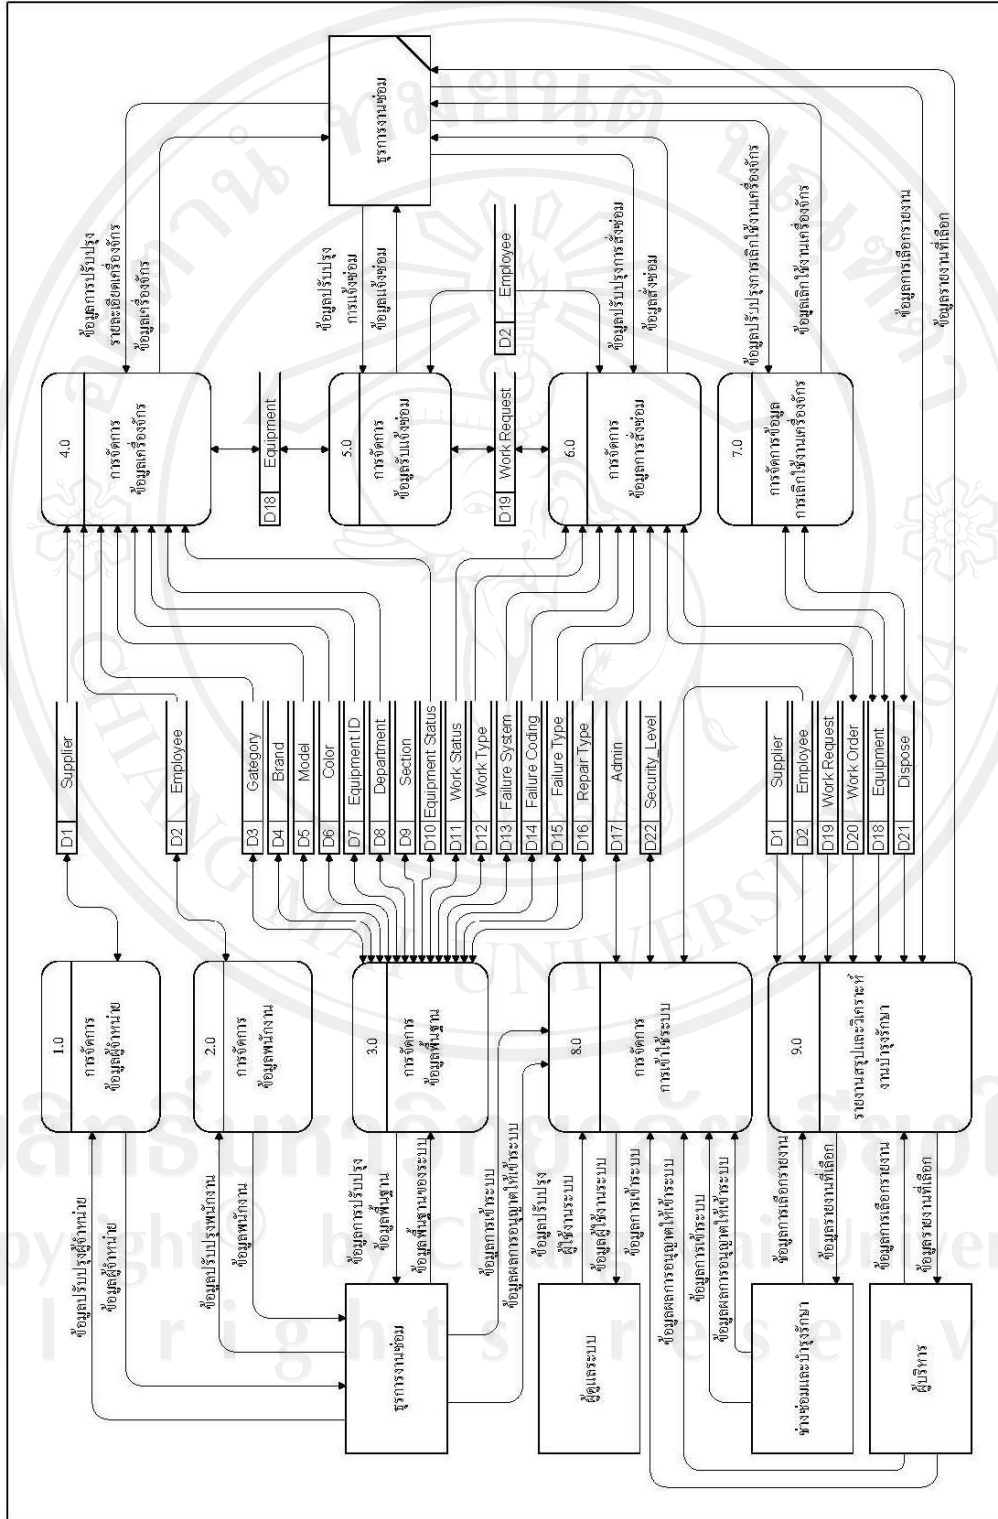 ธุรการงานซ่อม
ข้อมูลการปรับปรุง
รายละเอียดเครื่องจักร
ข้อมูลเครื่องจักร
ข้อมูลปรับปรุง
การแจ้งซ่อม
ข้อมูลแจ้งซ่อม
D2 Employee
ข้อมูลปรับปรุงการสั่งซ่อม
ข้อมูลสั่งซ่อม
ข้อมูลปรับปรุงการเลิกใช้งานเครื่องจักร
ข้อมูลเลิกใช้งานเครื่องจักร
ข้อมูลการเลือกรายงาน
ข้อมูลรายงานที่เลือก
4.0
การจัดการ
ข้อมูลเครื่องจักร
D18 Equipment
5.0
การจัดการ
ข้อมูลรับแจ้งซ่อม
D19 Work Request
6.0
การจัดการ
ข้อมูลการสั่งซ่อม
7.0
การจัดการข้อมูล
การเลิกใช้งานเครื่องจักร
D1 Supplier
D2 Employee
D3 Gategory
D4 Brand
D5 Model
D6 Color
D7 Equipment ID
D8 Department
D9 Section
D10 Equipment Status
D11 Work Status
D12 Work Type
D13 Failure System
D14 Failure Coding
D15 Failure Type
D16 Repair Type
D17 Admin
D22 Security_Level
D1 Supplier
D2 Employee
D19 Work Request
D20 Work Order
D18 Equipment
D21 Dispose
1.0
การจัดการ
ข้อมูลผู้จำหน่าย
2.0
การจัดการ
ข้อมูลพนักงาน
3.0
การจัดการ
ข้อมูลพื้นฐาน
8.0
การจัดการ
การเข้าใช้ระบบ
9.0
รายงานสรุปและวิเคราะห์
งานบำรุงรักษา
ข้อมูลปรับปรุงผู้จำหน่าย
ข้อมูลผู้จำหน่าย
ข้อมูลปรับปรุงพนักงาน
ข้อมูลพนักงาน
ข้อมูลการปรับปรุง
ข้อมูลพื้นฐาน
ข้อมูลพื้นฐานของระบบ
ข้อมูลการเข้าระบบ
ข้อมูลผลการอนุญาตให้เข้าระบบ
ข้อมูลปรับปรุง
ผู้ใช้งานระบบ
ข้อมูลผู้ใช้งานระบบ
ข้อมูลการเข้าระบบ
ข้อมูลผลการอนุญาตให้เข้าระบบ
ข้อมูลการเข้าระบบ
ข้อมูลผลการอนุญาตให้เข้าระบบ
ข้อมูลการเลือกรายงาน
ข้อมูลรายงานที่เลือก
ข้อมูลการเลือกรายงาน
ข้อมูลรายงานที่เลือก
ธุรการงานซ่อม
ผู้ดูแลระบบ
ช่างซ่อมและบำรุงรักษา
ผู้บริหาร
CHIANG MAI UNIVERSITY 1964